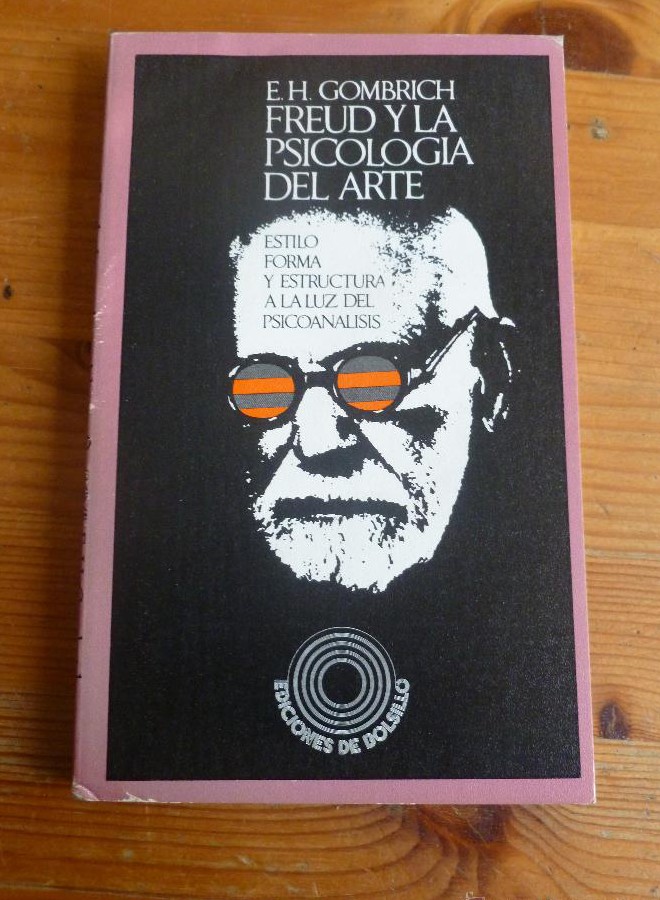 E. H. GOMBRICH
FREUD Y LA
PSICOLOGIA
DEL ARTE
ESTILO
FORMA
Y ESTRUCTURA
A LA LUZ DEL
PSICOANALISIS
EDICIONES DE BOLSILLO